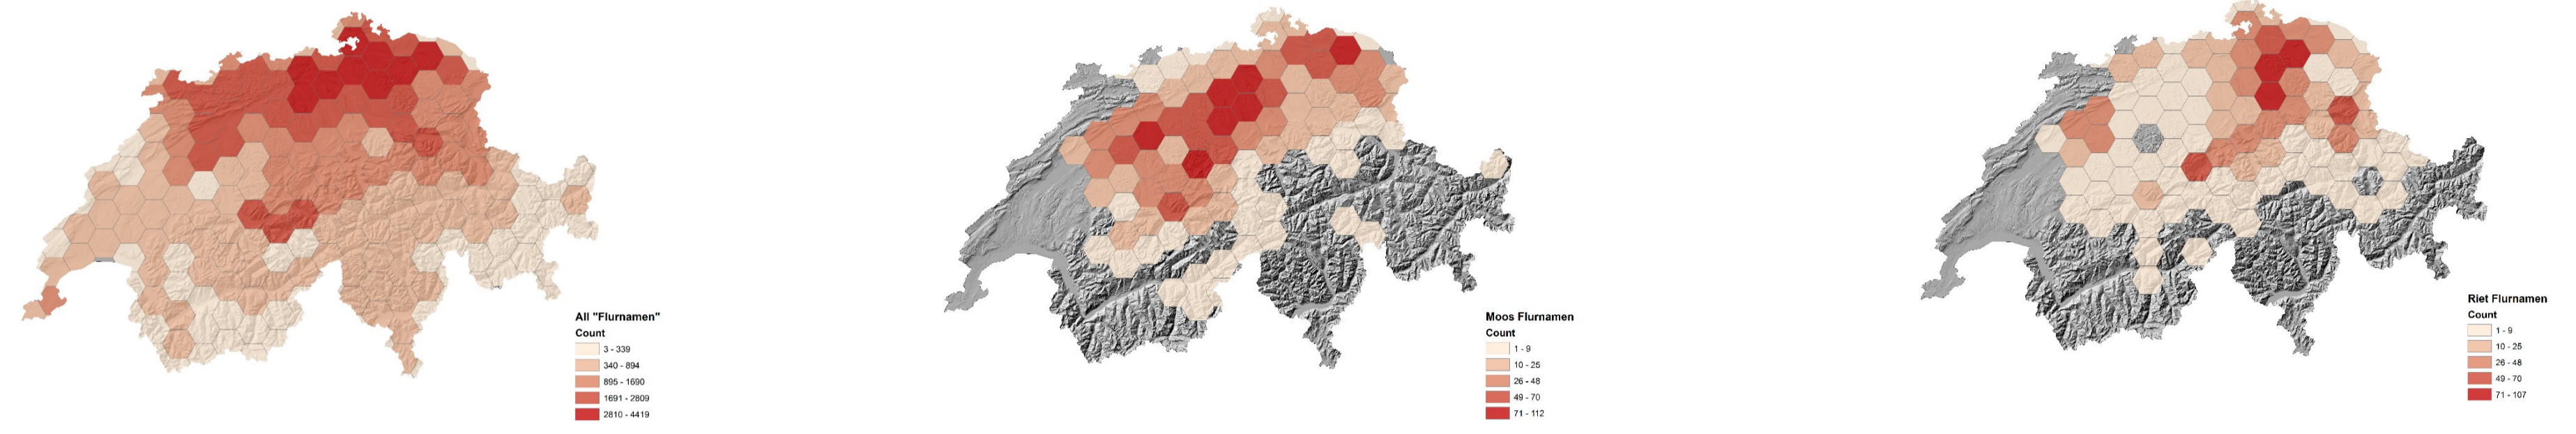 All "Flurnamen"
Count
3 - 339
340 - 894
895 - 1690
1691 - 2809
2810 - 4419
Moos Flurnamen
Count
1 - 9
10 - 25
26 - 48
49 - 70
71 - 112
Riet Flurnamen
Count
1 - 9
10 - 25
26 - 48
49 - 70
71 - 107